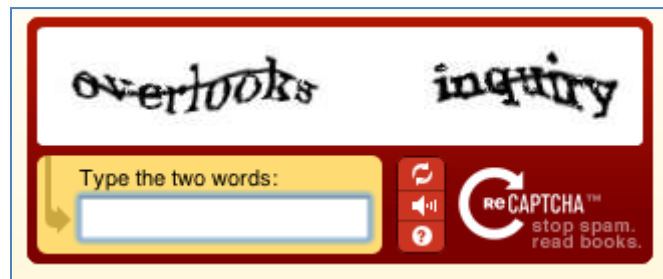 overlooks inquiry
Type the two words:
ReCAPTCHA™
stop spam.
read books.
?